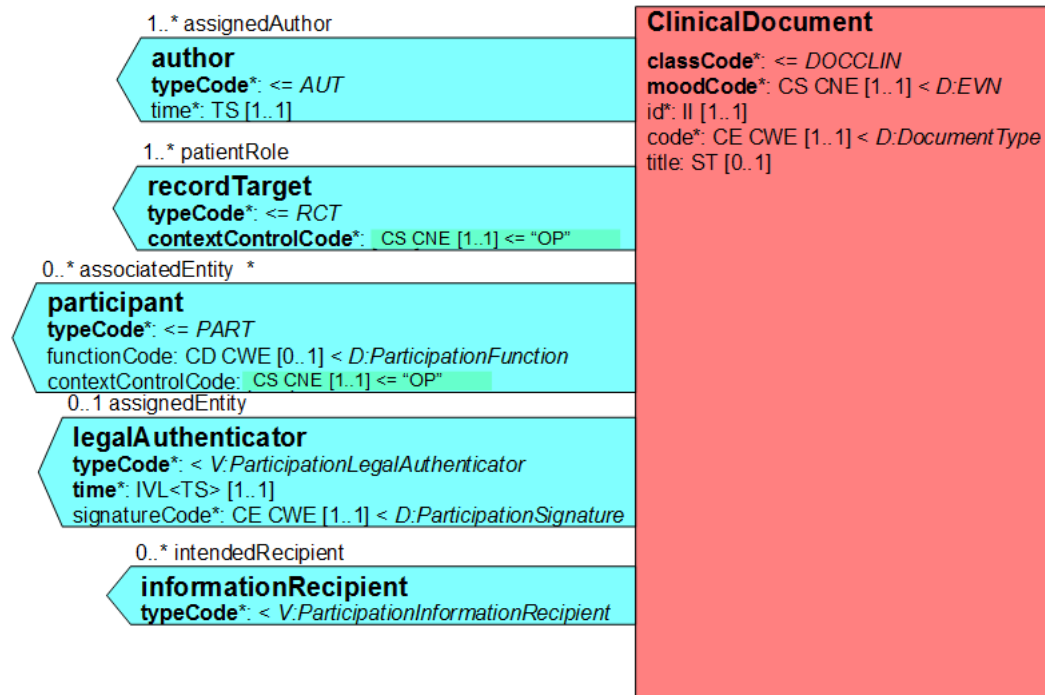 1..* assignedAuthor
author
typeCode*: <= AUT
time*: TS [1..1]
1..* patientRole
recordTarget
typeCode*: <= RCT
contextControlCode*: CS CNE [1..1] <= “OP”
0..* associatedEntity *
participant
typeCode*: <= PART
functionCode: CD CWE [0..1] < D:ParticipationFunction
contextControlCode: CS CNE [1..1] <= “OP”
0..1 assignedEntity
legalAuthenticator
typeCode*: < V:ParticipationLegalAuthenticator
time*: IVL<TS> [1..1]
signatureCode*: CE CWE [1..1] < D:ParticipationSignature
0..* intendedRecipient
informationRecipient
typeCode*: < V:ParticipationInformationRecipient
ClinicalDocument
classCode*: <= DOCCLIN
moodCode*: CS CNE [1..1] < D:EVN
id*: II [1..1]
code*: CE CWE [1..1] < D:DocumentType
title: ST [0..1]